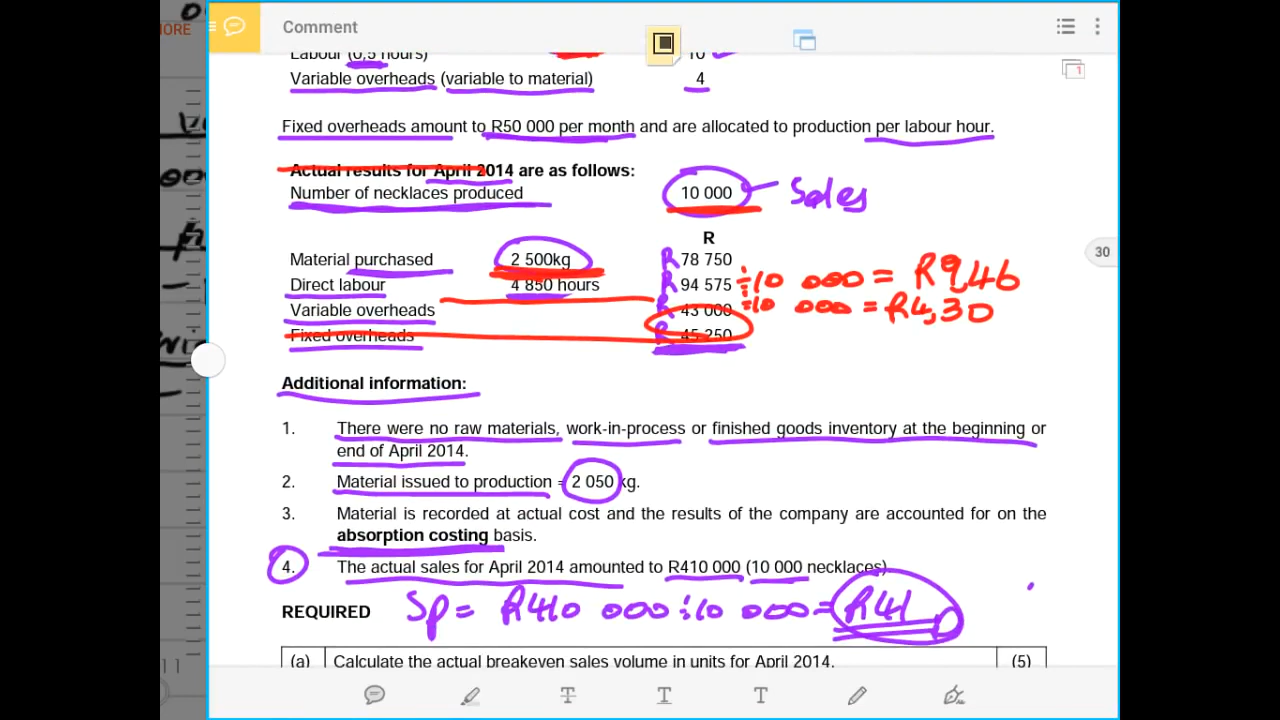 MORE
Comment
Labour (0,5 hours) 10
Variable overheads (variable to material) 4
Fixed overheads amount to R50 000 per month and are allocated to production per labour hour.
Actual results for April 2014 are as follows:
Number of necklaces produced 10 000 Sales
R
Material purchased 2 500kg R 78 750
Direct labour 4 850 hours R 94 575 ÷10 000 = R9,46
Variable overheads R 43 000 ÷10 000 = R4,30
Fixed overheads R 45 250
30
Additional information:
1. There were no raw materials, work-in-process or finished goods inventory at the beginning or
end of April 2014.
2. Material issued to production = 2 050 kg.
3. Material is recorded at actual cost and the results of the company are accounted for on the
absorption costing basis.
4. The actual sales for April 2014 amounted to R410 000 (10 000 necklaces).
REQUIRED Sp = R410 000 ÷10 000 = R41
(a) Calculate the actual breakeven sales volume in units for April 2014. (5)